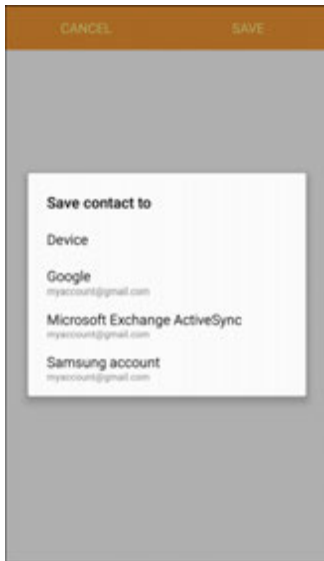 CANCEL SAVE
Save contact to
Device
Google
myaccount@gmail.com
Microsoft Exchange ActiveSync
myaccount@gmail.com
Samsung account
myaccount@gmail.com